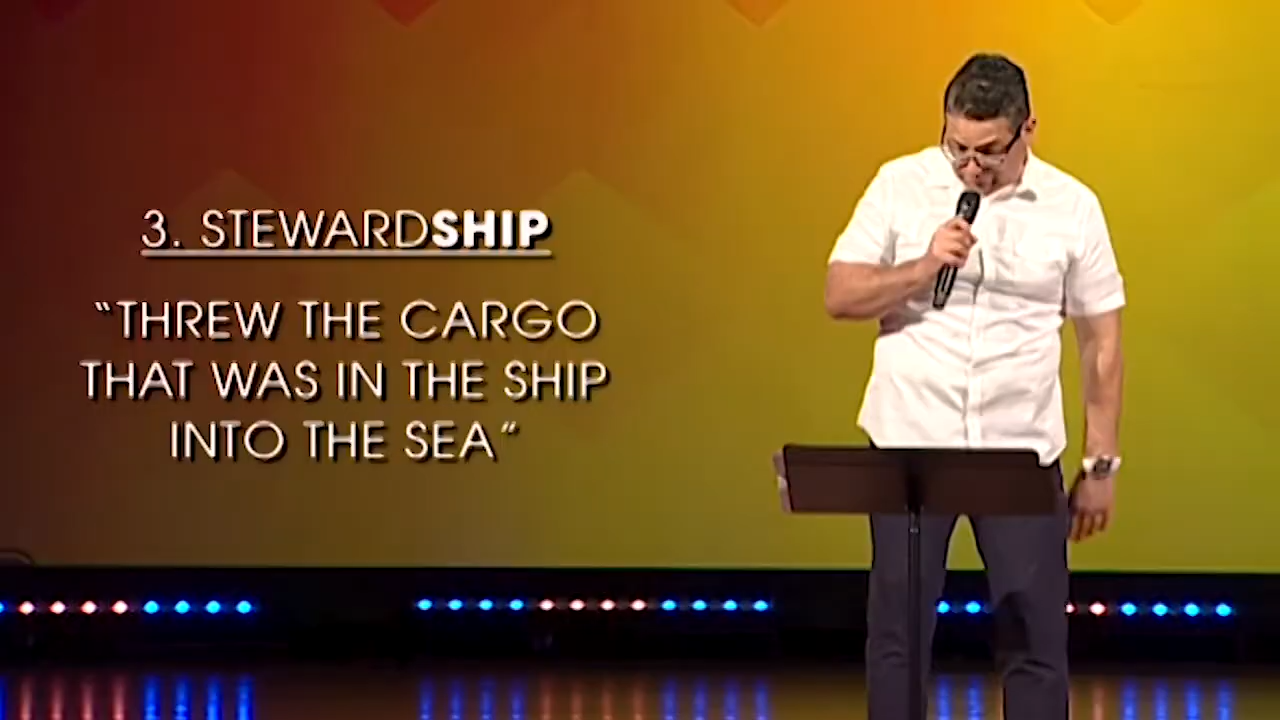 3. STEWARDSHIP
“THREW THE CARGO
THAT WAS IN THE SHIP
INTO THE SEA”